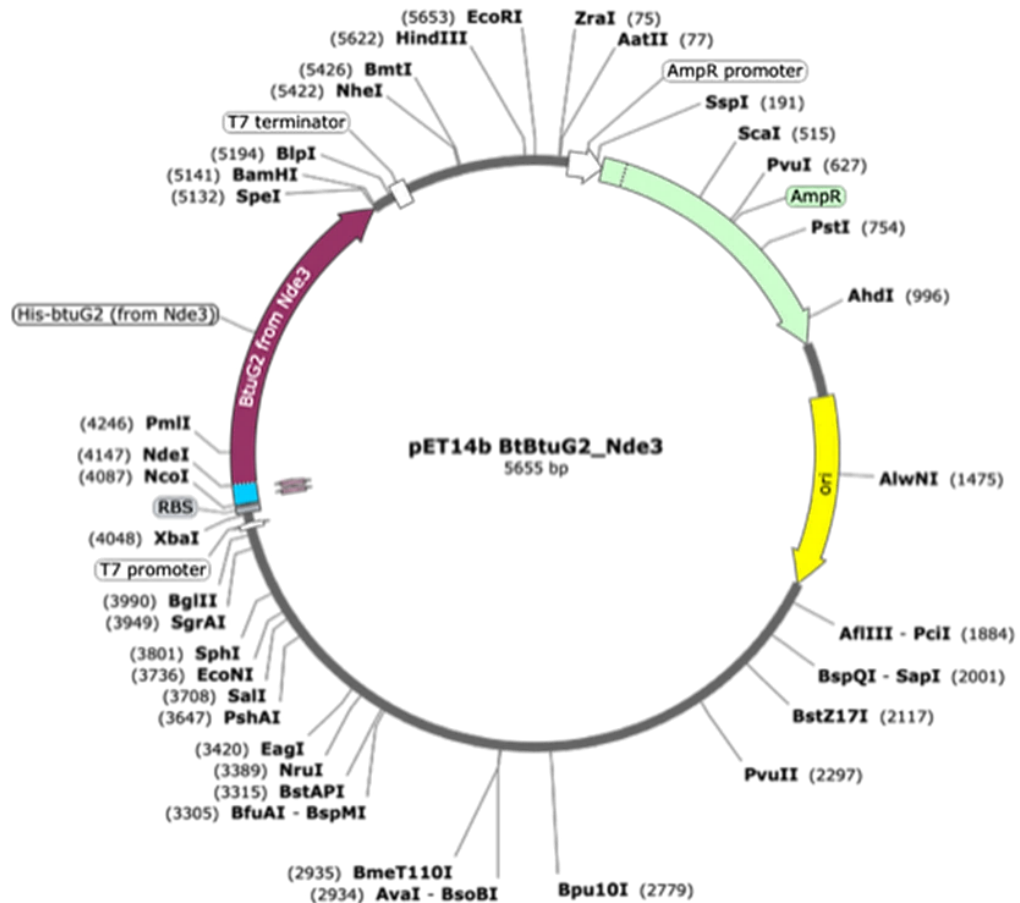 (5653) EcoRI
ZraI (75)
(5622) HindIII
AatII (77)
(5426) BmtI
AmpR promoter
(5422) NheI
SspI (191)
T7 terminator
ScaI (515)
(5194) BlpI
PvuI (627)
(5141) BamHI
AmpR
(5132) SpeI
PstI (754)
AhdI (996)
His-btuG2 (from Nde3)
BtuG2 from Nde3
(4246) PmlI
pET14b BtBtuG2_Nde3
5655 bp
(4147) NdeI
(4087) NcoI
ori
AlwNI (1475)
RBS
(4048) XbaI
T7 promoter
(3990) BglII
(3949) SgrAI
AflIII - PciI (1884)
(3801) SphI
(3736) EcoNI
BspQI - SapI (2001)
(3708) SalI
(3647) PshAI
BstZ17I (2117)
(3420) EagI
(3389) NruI
PvuII (2297)
(3315) BstAPI
(3305) BfuAI - BspMI
(2935) BmeT110I
(2934) AvaI - BsoBI
Bpu10I (2779)